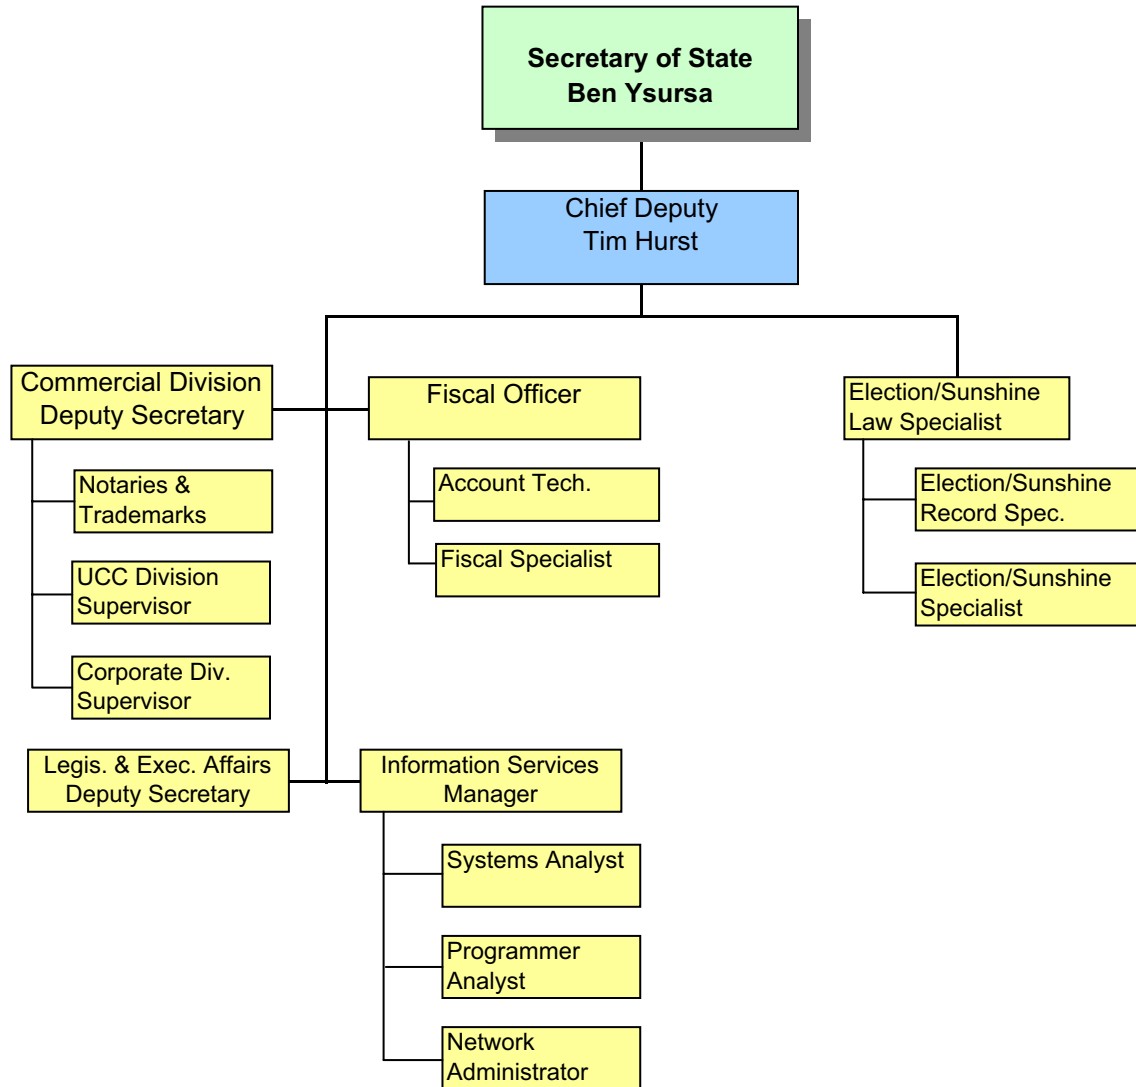 Secretary of State
Ben Ysursa
Chief Deputy
Tim Hurst
Commercial Division
Deputy Secretary
Notaries &
Trademarks
UCC Division
Supervisor
Corporate Div.
Supervisor
Fiscal Officer
Account Tech.
Fiscal Specialist
Election/Sunshine
Law Specialist
Election/Sunshine
Record Spec.
Election/Sunshine
Specialist
Legis. & Exec. Affairs
Deputy Secretary
Information Services
Manager
Systems Analyst
Programmer
Analyst
Network
Administrator